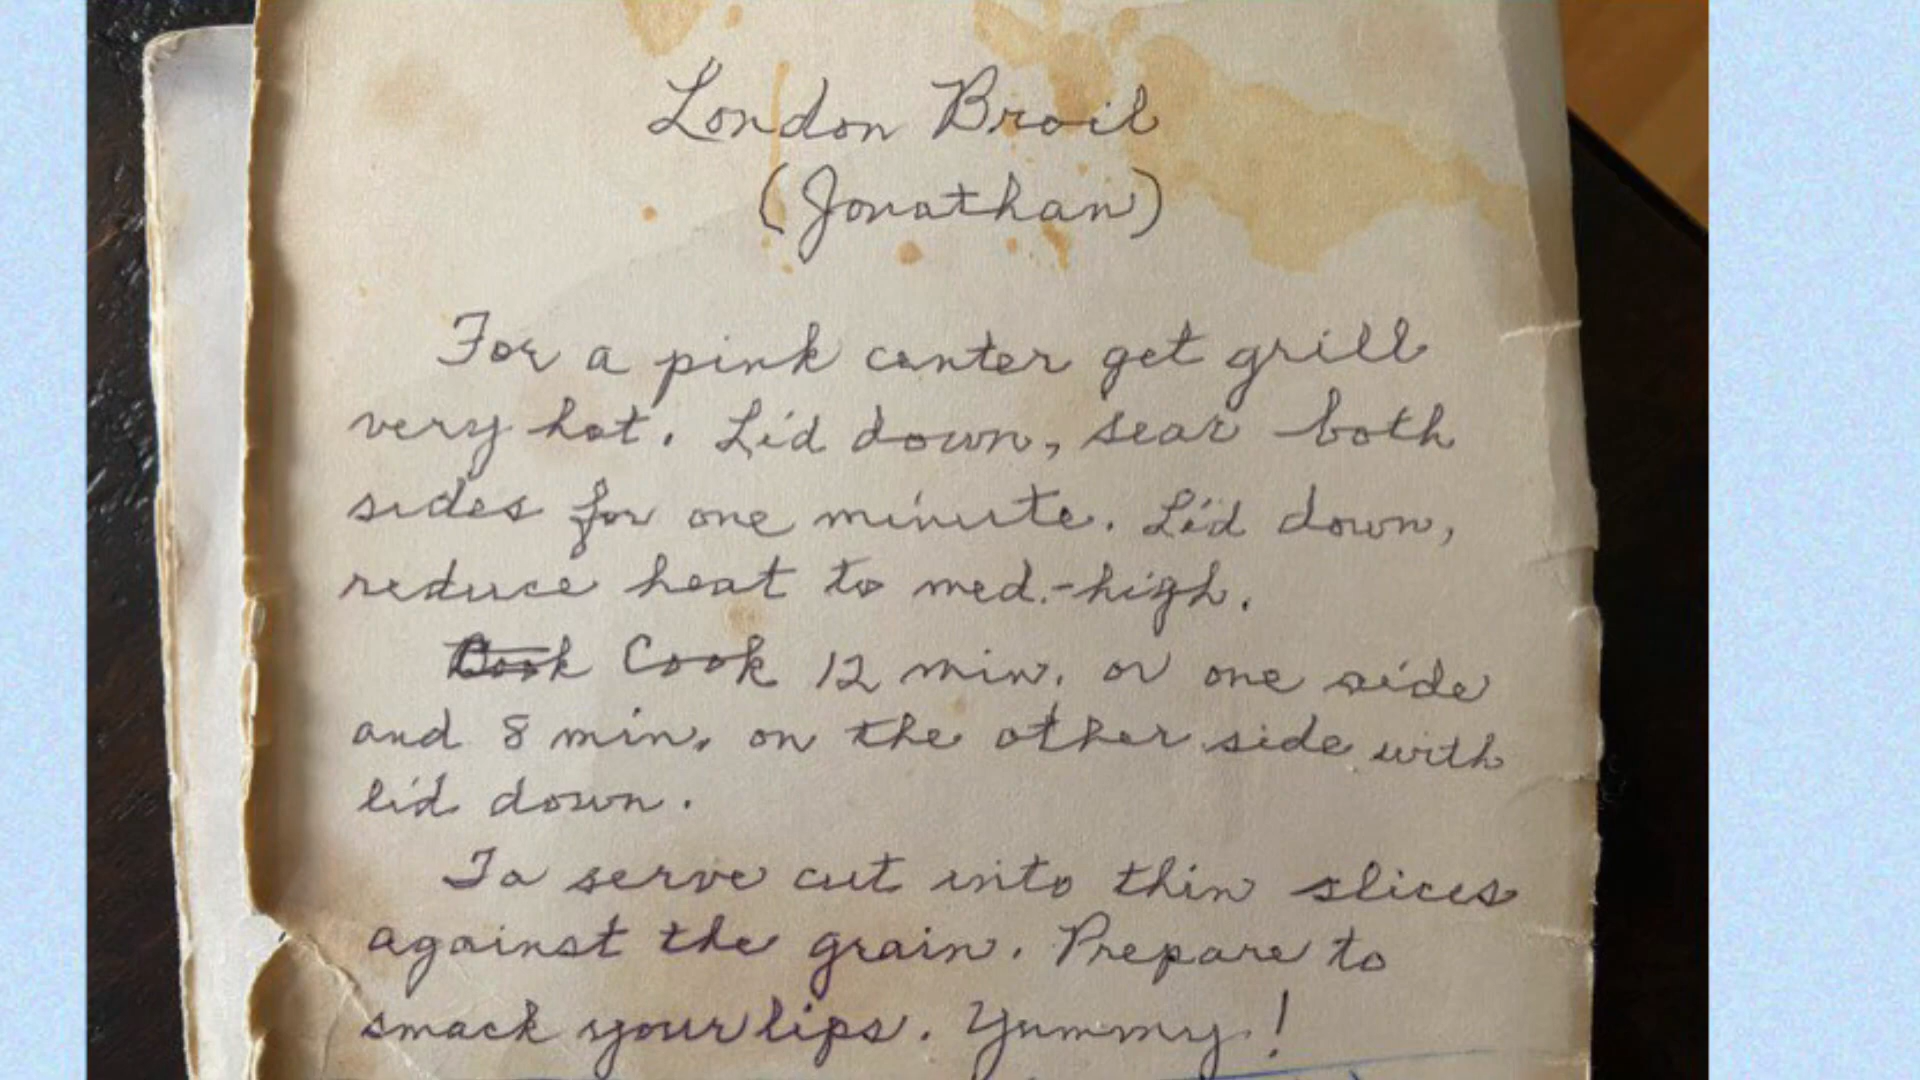 London Broil
(Jonathan)
For a pink center get grill
very hot. Lid down, sear both
sides for one minute. Lid down,
reduce heat to med.-high.
Cook 12 min. or one side
and 8 min. on the other side with
lid down.
To serve cut into thin slices
against the grain. Prepare to
smack your lips. Yummy!